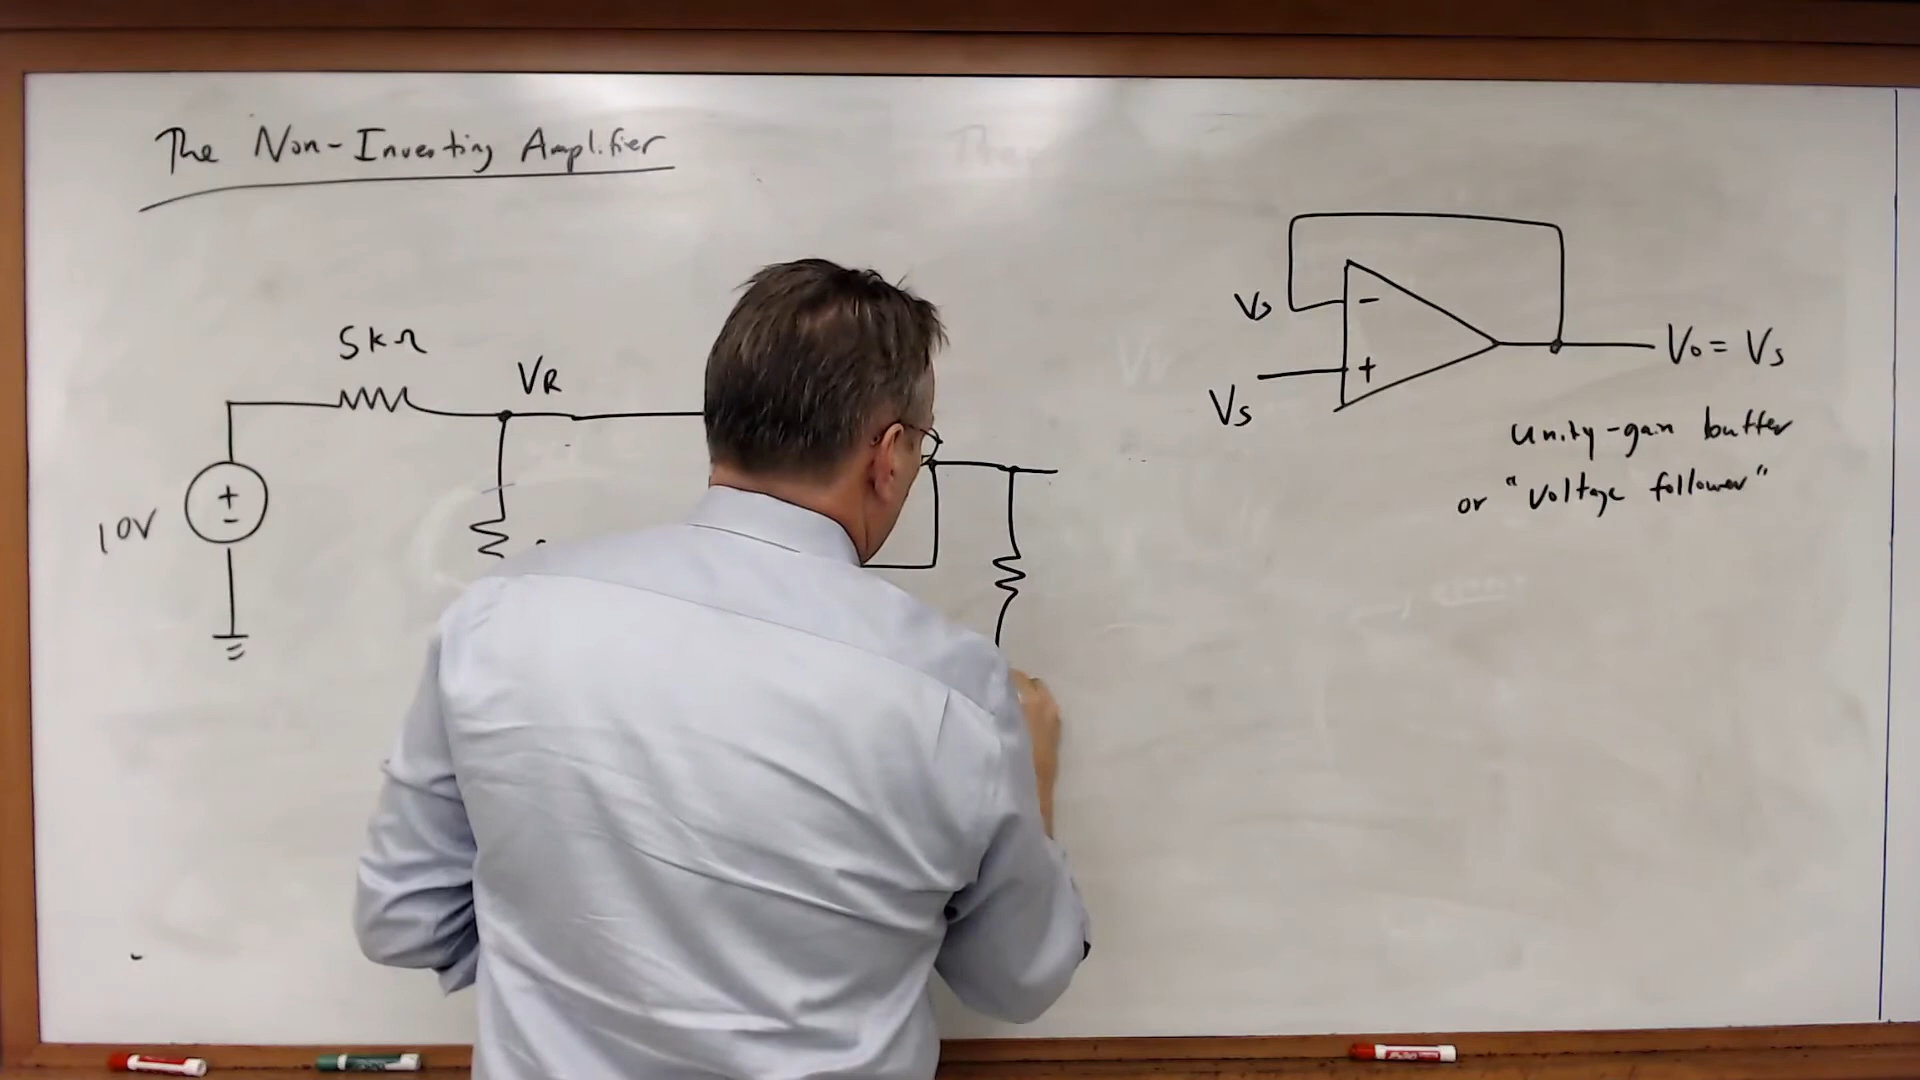 The Non-Inverting Amplifier
5kΩ
VR
10V
+
-
Vs
-
+
Vs
Vo = Vs
unity-gain buffer
or "voltage follower"